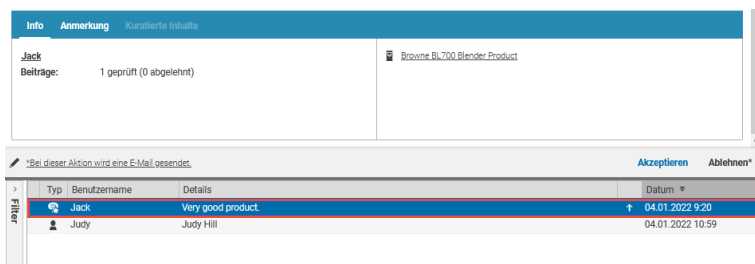 Info Anmerkung Kuratierte Inhalte
Jack
Beiträge: 1 geprüft (0 abgelehnt)
Browne BL700 Blender Product
*Bei dieser Aktion wird eine E-Mail gesendet. Akzeptieren Ablehnen*
Filter
Typ Benutzername Details Datum
Jack Very good product. 04.01.2022 9:20
Judy Judy Hill 04.01.2022 10:59